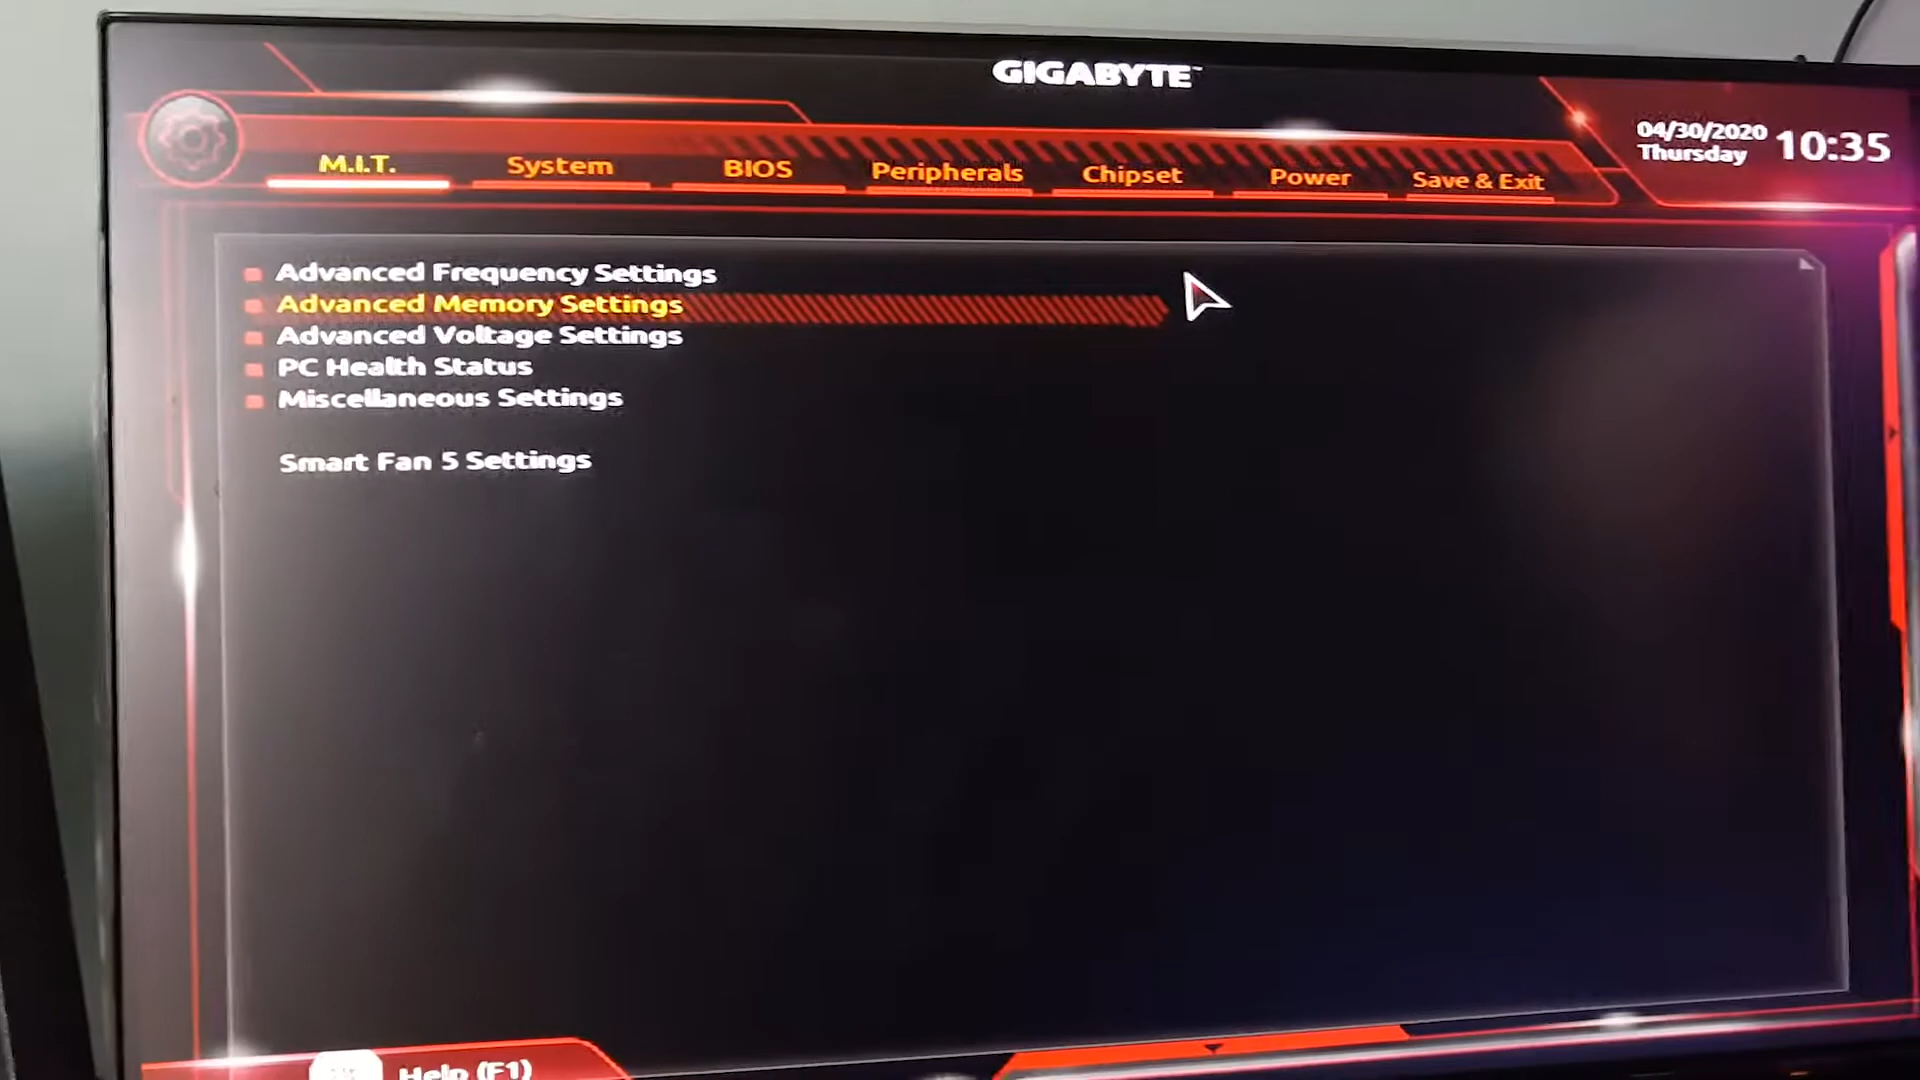 GIGABYTE™
M.I.T. System BIOS Peripherals Chipset Power Save & Exit
04/30/2020
Thursday
10:35
Advanced Frequency Settings
Advanced Memory Settings
Advanced Voltage Settings
PC Health Status
Miscellaneous Settings
Smart Fan 5 Settings
Help (F1)